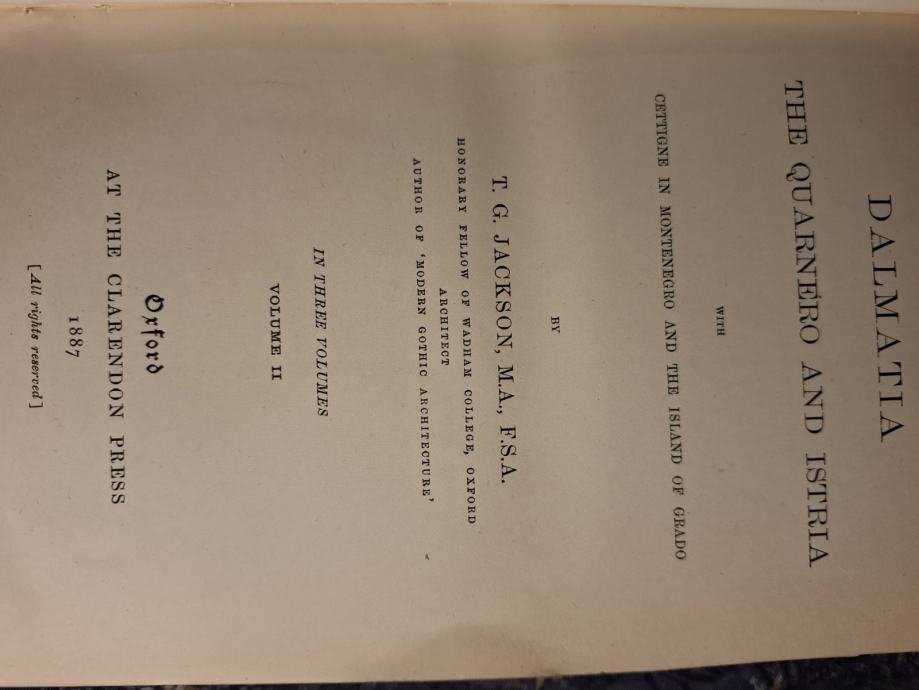 DALMATIA
THE QUARNERO AND ISTRIA
WITH
CETTIGNE IN MONTENEGRO AND THE ISLAND OF GRADO
BY
T. G. JACKSON, M.A., F.S.A.
HONORARY FELLOW OF WADHAM COLLEGE, OXFORD
ARCHITECT
AUTHOR OF ‘MODERN GOTHIC ARCHITECTURE’
IN THREE VOLUMES
VOLUME II
Oxford
AT THE CLARENDON PRESS
1887
[All rights reserved]